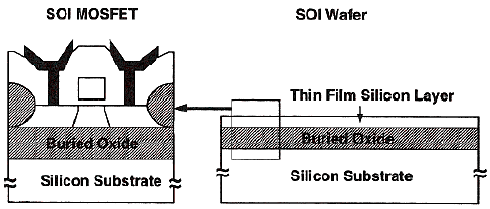 SOI MOSFET
SOI Wafer
Thin Film Silicon Layer
Buried Oxide
Buried Oxide
Silicon Substrate
Silicon Substrate